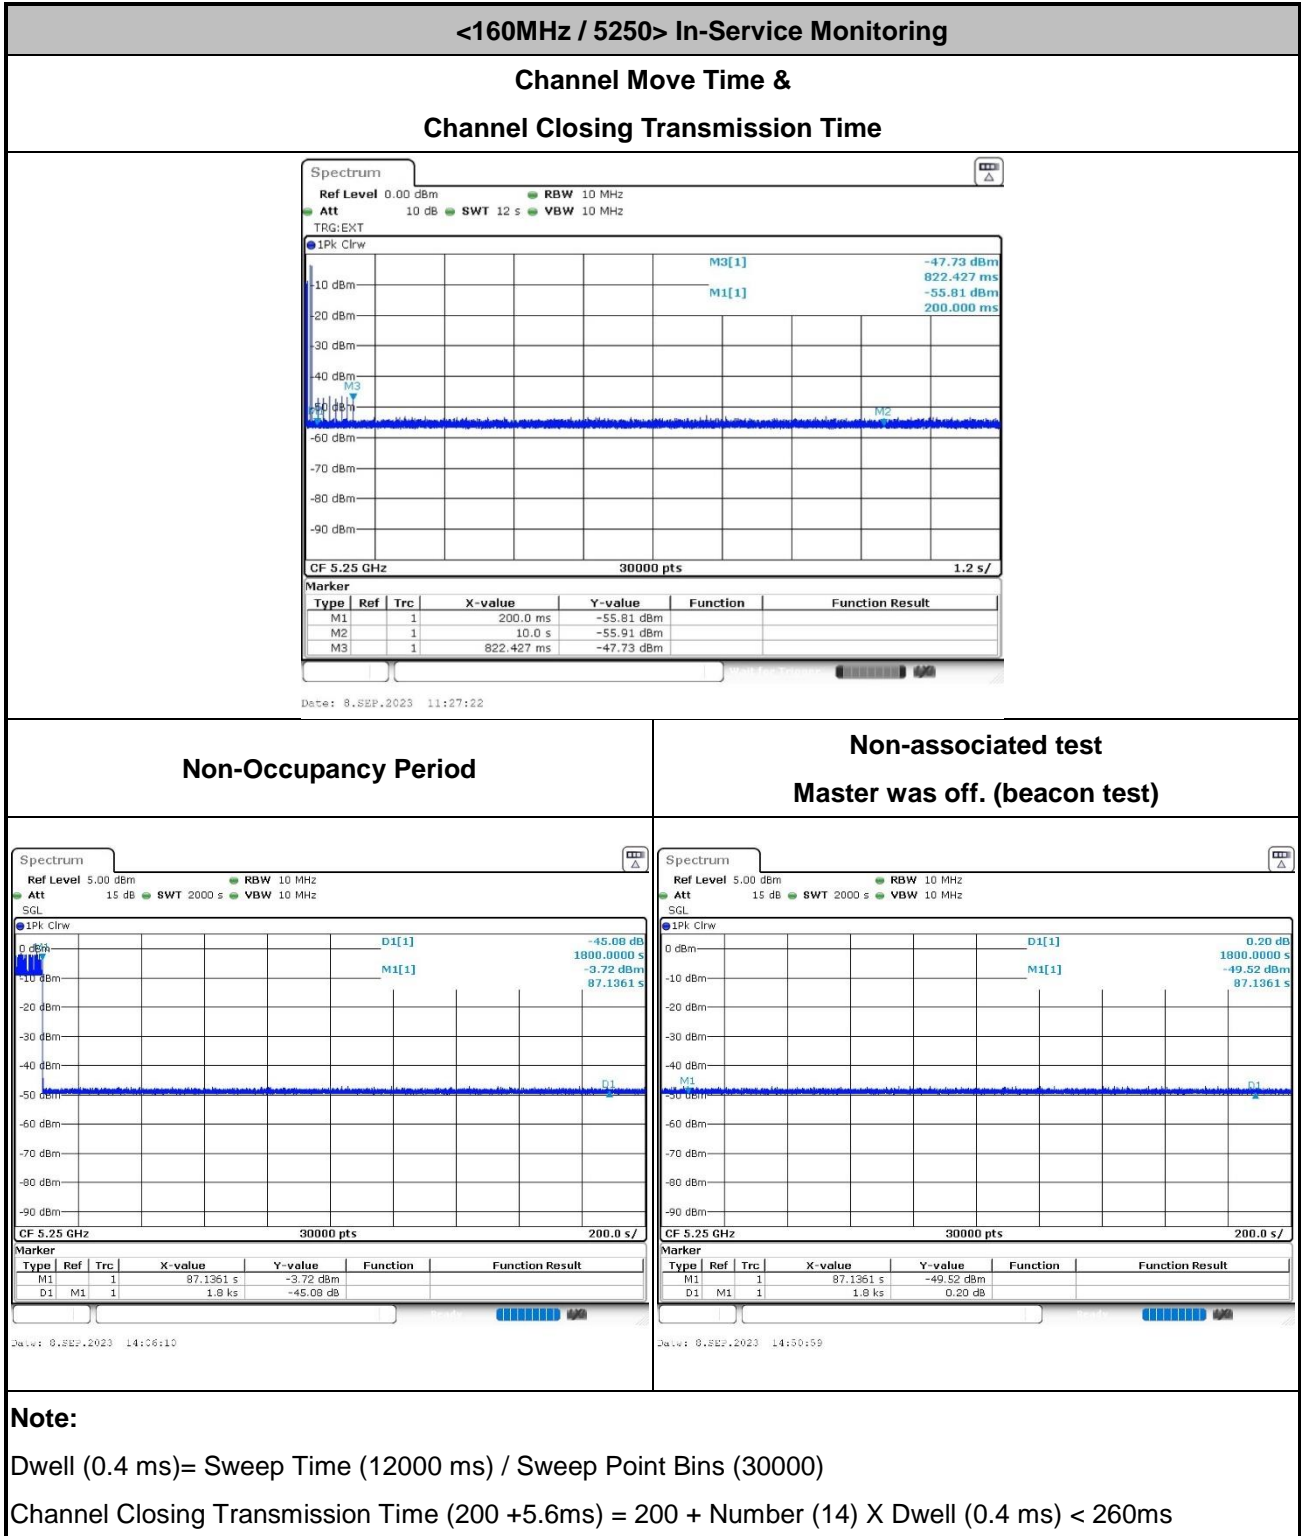 <160MHz / 5250> In-Service Monitoring
Channel Move Time &
Channel Closing Transmission Time
Spectrum
Ref Level 0.00 dBm RBW 10 MHz
Att 10 dB SWT 12 s VBW 10 MHz
TRG:EXT
1Pk Clrw
M3[1] -47.73 dBm
822.427 ms
-10 dBm
M1[1] -55.81 dBm
200.000 ms
-20 dBm
-30 dBm
-40 dBm
M3
-50 dBm
M2
-60 dBm
-70 dBm
-80 dBm
-90 dBm
CF 5.25 GHz 30000 pts 1.2 s/
Marker
Type Ref Trc X-value Y-value Function Function Result
M1 1 200.0 ms -55.81 dBm
M2 1 10.0 s -55.91 dBm
M3 1 822.427 ms -47.73 dBm
Date: 8.SEP.2023 11:27:22
Non-Occupancy Period
Non-associated test
Master was off. (beacon test)
Spectrum
Ref Level 5.00 dBm RBW 10 MHz
Att 15 dB SWT 2000 s VBW 10 MHz
SGL
1Pk Clrw
D1[1] -45.08 dB
1800.0000 s
0 dBm
M1
M1[1] -3.72 dBm
87.1361 s
-10 dBm
-20 dBm
-30 dBm
-40 dBm
D1
-50 dBm
-60 dBm
-70 dBm
-80 dBm
-90 dBm
CF 5.25 GHz 30000 pts 200.0 s/
Marker
Type Ref Trc X-value Y-value Function Function Result
M1 1 87.1361 s -3.72 dBm
D1 M1 1 1.8 ks -45.08 dB
Date: 8.SEP.2023 14:06:10
Spectrum
Ref Level 5.00 dBm RBW 10 MHz
Att 15 dB SWT 2000 s VBW 10 MHz
SGL
1Pk Clrw
D1[1] 0.20 dB
1800.0000 s
0 dBm
M1[1] -49.52 dBm
87.1361 s
-10 dBm
-20 dBm
-30 dBm
-40 dBm
M1
D1
-50 dBm
-60 dBm
-70 dBm
-80 dBm
-90 dBm
CF 5.25 GHz 30000 pts 200.0 s/
Marker
Type Ref Trc X-value Y-value Function Function Result
M1 1 87.1361 s -49.52 dBm
D1 M1 1 1.8 ks 0.20 dB
Date: 8.SEP.2023 14:50:59
Note:
Dwell (0.4 ms)= Sweep Time (12000 ms) / Sweep Point Bins (30000)
Channel Closing Transmission Time (200 +5.6ms) = 200 + Number (14) X Dwell (0.4 ms) < 260ms